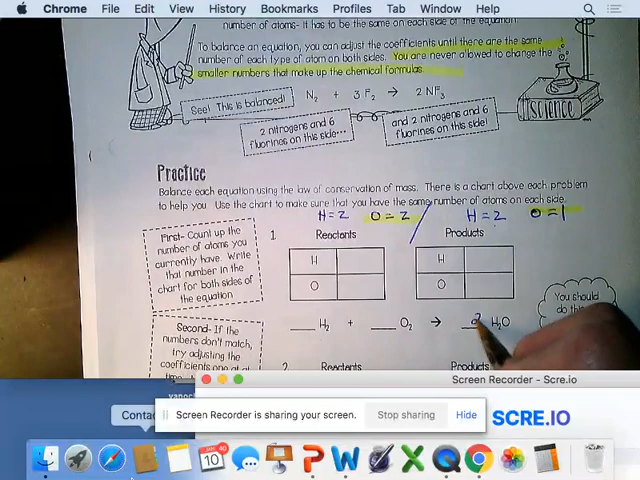 Chrome File Edit View History Bookmarks Profiles Tab Window Help
number of atoms- It has to be the same on each side of the equation
To balance an equation, you can adjust the coefficients until there are the same
number of each type of atom on both sides. You are never allowed to change the
smaller numbers that make up the chemical formulas.
See! This is balanced!
N₂ + 3 F₂ → 2 NF₃
2 nitrogens and 6
fluorines on this side...
and 2 nitrogens and 6
fluorines on this side!
science
Practice
Balance each equation using the law of conservation of mass. There is a chart above each problem
to help you. Use the chart to make sure that you have the same number of atoms on each side.
H=2 O=2 / H=2 O=1
First- Count up the
number of atoms you
currently have. Write
that number in the
chart for both sides of
the equation
1 Reactants Products
H H
O O
You should
do thi
___ H₂ + ___ O₂ → 2 H₂O
Second- If the
numbers don't match,
try adjusting the
coefficients one at
2 Reactants Products
Screen Recorder - Scre.io
Conta
Screen Recorder is sharing your screen.
Stop sharing
Hide
SCRE.IO
JAN
10